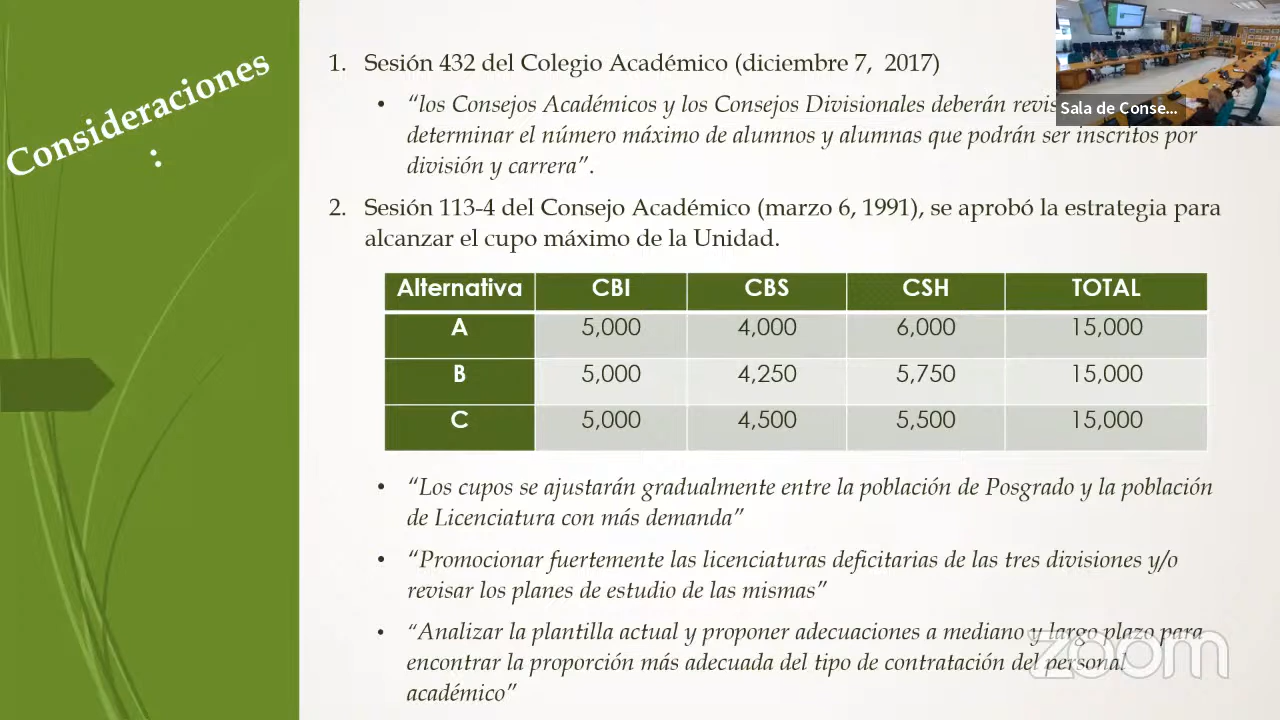 Consideraciones
:
1. Sesión 432 del Colegio Académico (diciembre 7, 2017)
• “los Consejos Académicos y los Consejos Divisionales deberán
determinar el número máximo de alumnos y alumnas que podrán ser inscritos por
división y carrera”.
2. Sesión 113-4 del Consejo Académico (marzo 6, 1991), se aprobó la estrategia para
alcanzar el cupo máximo de la Unidad.
Alternativa CBI CBS CSH TOTAL
A 5,000 4,000 6,000 15,000
B 5,000 4,250 5,750 15,000
C 5,000 4,500 5,500 15,000
• “Los cupos se ajustarán gradualmente entre la población de Posgrado y la población
de Licenciatura con más demanda”
• “Promocionar fuertemente las licenciaturas deficitarias de las tres divisiones y/o
revisar los planes de estudio de las mismas”
• “Analizar la plantilla actual y proponer adecuaciones a mediano y largo plazo para
encontrar la proporción más adecuada del tipo de contratación del personal
académico”
Sala de Conse...
zoom